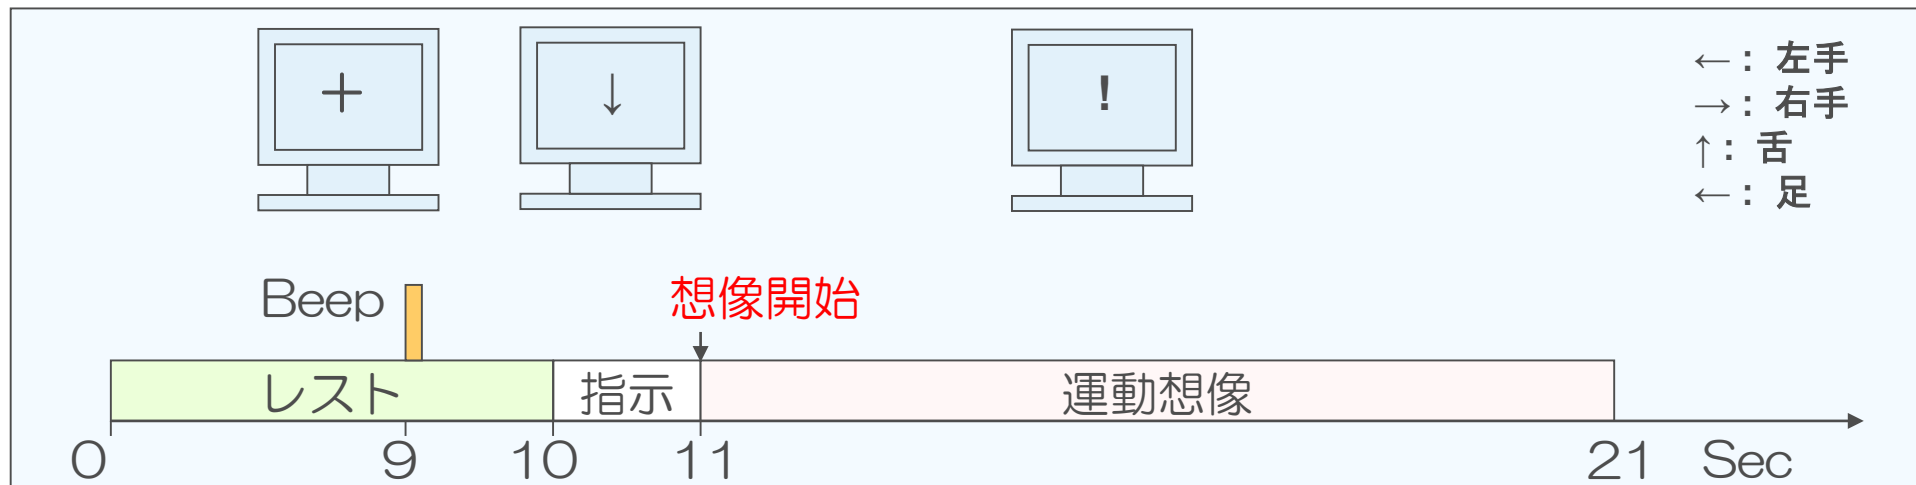 +
↓
!
←: 左手
→: 右手
↑: 舌
←: 足
Beep
想像開始
レスト
指示
運動想像
0 9 10 11 21 Sec